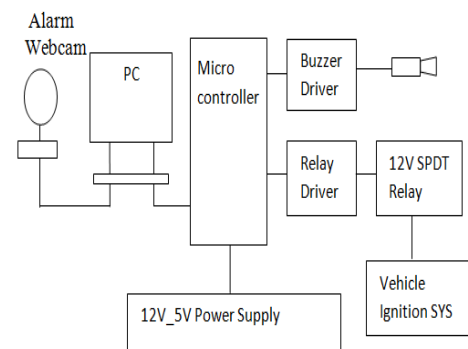 Alarm
Webcam
PC
Micro
controller
Buzzer
Driver
Relay
Driver
12V SPDT
Relay
Vehicle
Ignition SYS
12V_5V Power Supply